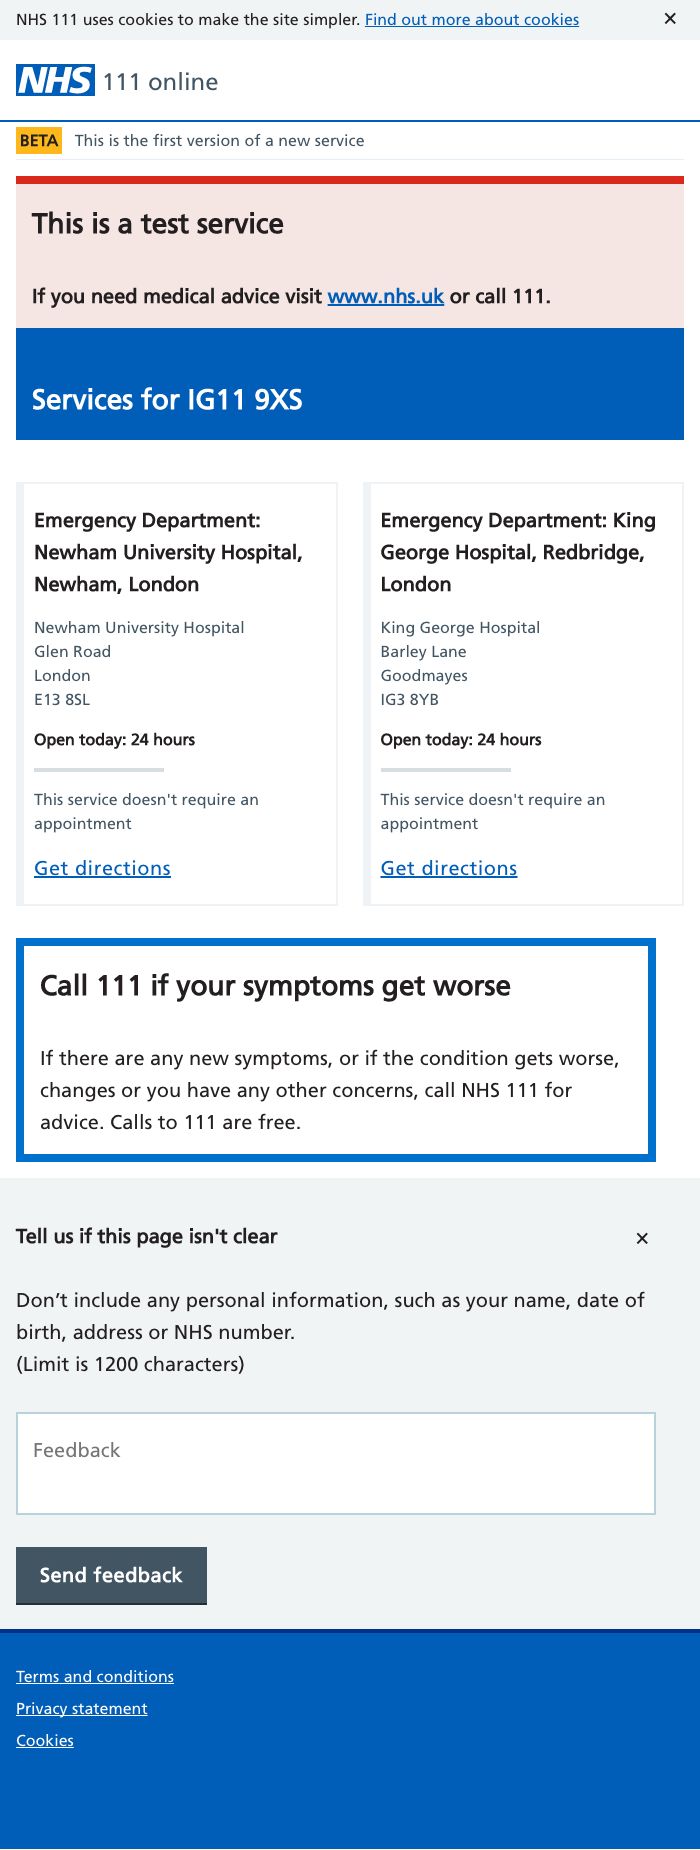 NHS 111 uses cookies to make the site simpler. Find out more about cookies ✕
NHS 111 online
BETA This is the first version of a new service
This is a test service
If you need medical advice visit www.nhs.uk or call 111.
Services for IG11 9XS
Emergency Department:
Newham University Hospital,
Newham, London
Newham University Hospital
Glen Road
London
E13 8SL
Open today: 24 hours
This service doesn't require an
appointment
Get directions
Emergency Department: King
George Hospital, Redbridge,
London
King George Hospital
Barley Lane
Goodmayes
IG3 8YB
Open today: 24 hours
This service doesn't require an
appointment
Get directions
Call 111 if your symptoms get worse
If there are any new symptoms, or if the condition gets worse,
changes or you have any other concerns, call NHS 111 for
advice. Calls to 111 are free.
Tell us if this page isn't clear ✕
Don’t include any personal information, such as your name, date of
birth, address or NHS number.
(Limit is 1200 characters)
Feedback
Send feedback
Terms and conditions
Privacy statement
Cookies